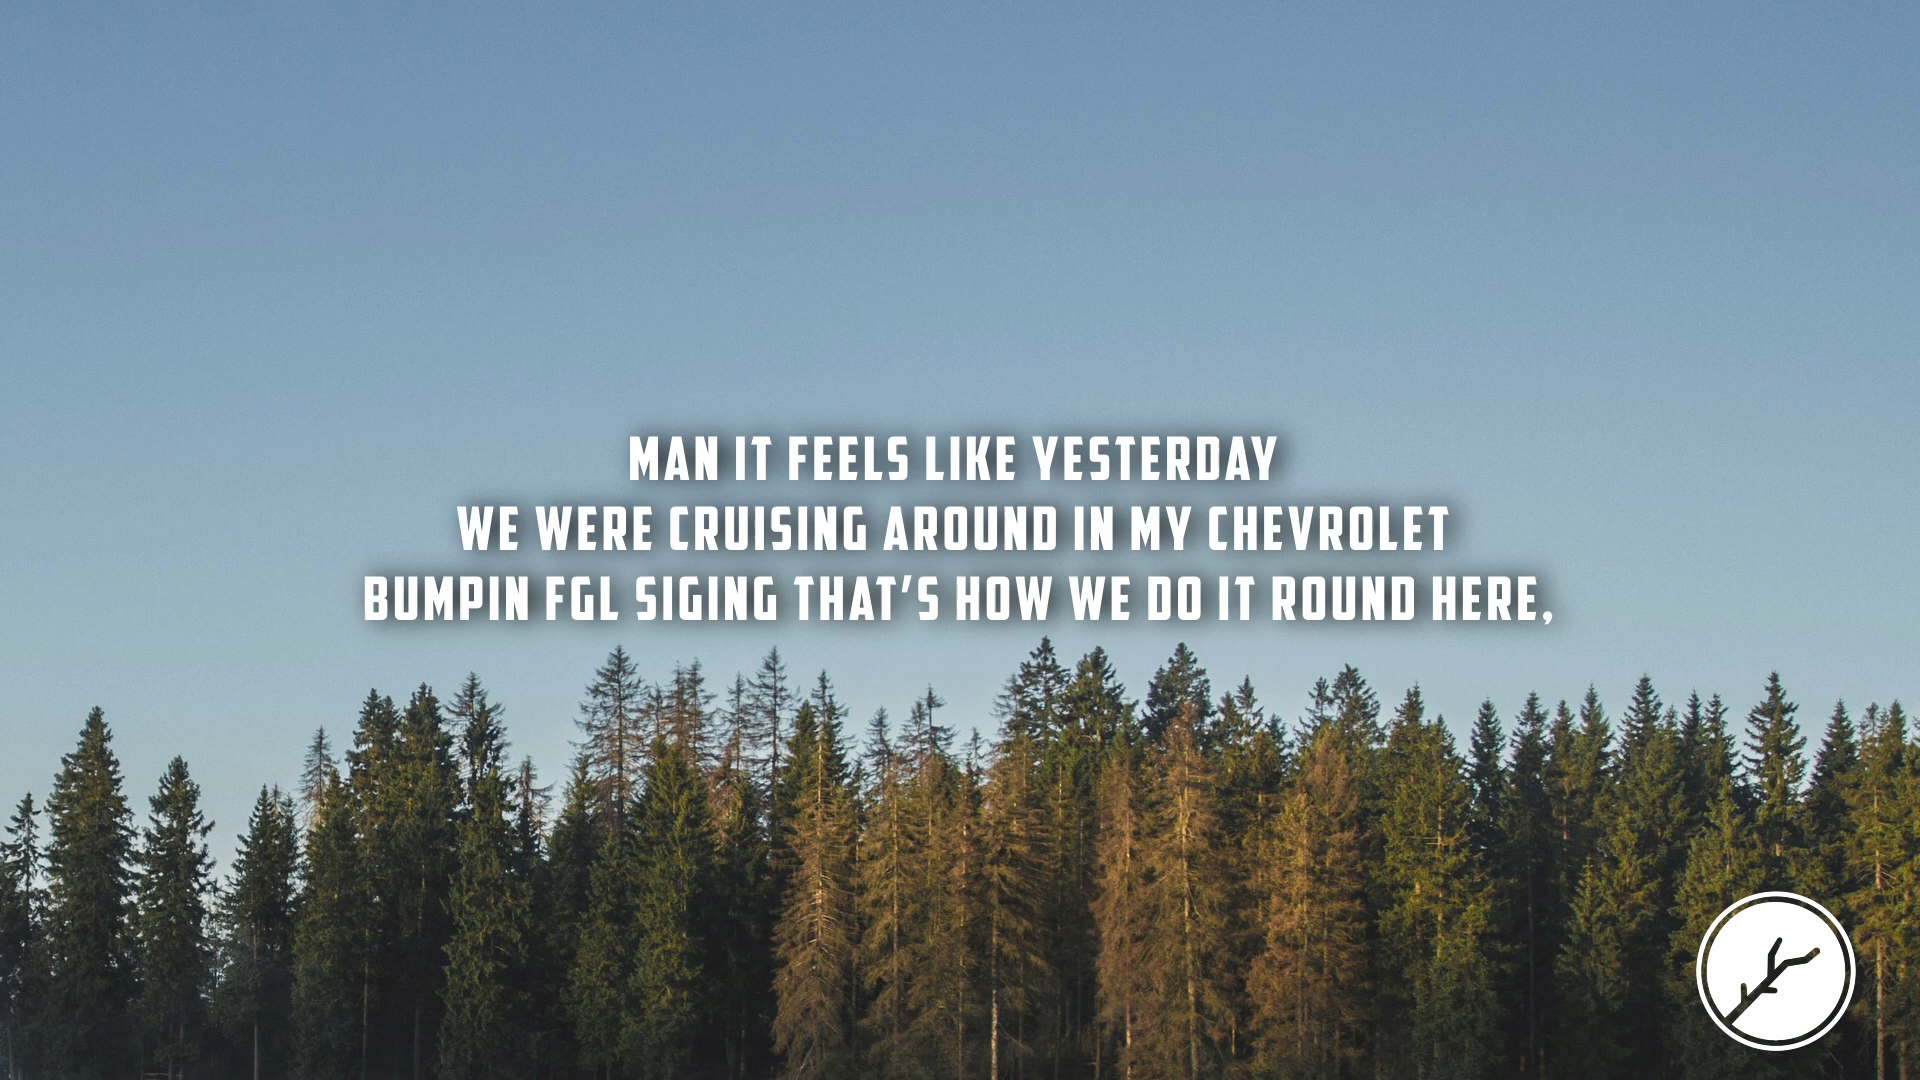 MAN IT FEELS LIKE YESTERDAY
WE WERE CRUISING AROUND IN MY CHEVROLET
BUMPIN FGL SIGING THAT'S HOW WE DO IT ROUND HERE,